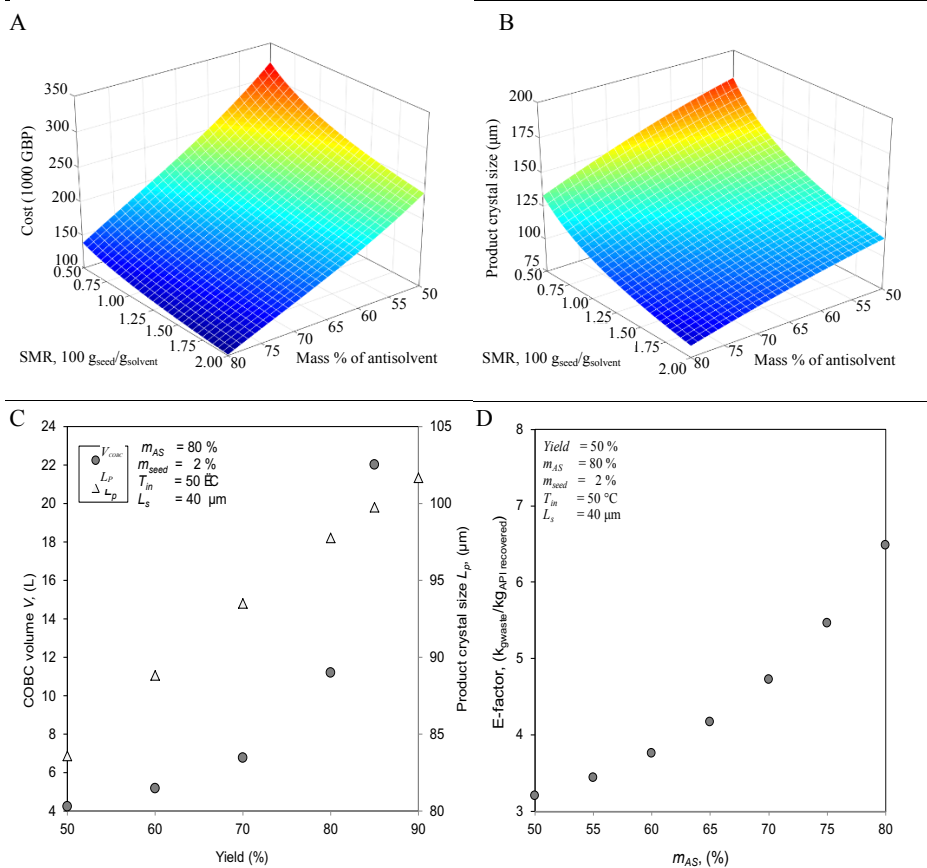 A
B
350
300
250
200
150
100
Cost (1000 GBP)
0.50
0.75
1.00
1.25
1.50
1.75
2.00
SMR, 100 gseed/gsolvent
80
75
70
65
60
55
50
Mass % of antisolvent
200
175
150
125
100
75
Product crystal size (µm)
0.50
0.75
1.00
1.25
1.50
1.75
2.00
SMR, 100 gseed/gsolvent
80
75
70
65
60
55
50
Mass % of antisolvent
C
24
22
20
18
16
14
12
10
8
6
4
COBC volume V, (L)
VCOBC
LP
Lp
mAS = 80 %
mseed = 2 %
Tin = 50 ËC
Ls = 40 µm
105
100
95
90
85
80
Product crystal size Lp, (µm)
50
60
70
80
90
Yield (%)
D
8
7
6
5
4
3
E-factor, (kgwaste/kgAPI recovered)
Yield = 50 %
mAS = 80 %
mseed = 2 %
Tin = 50 °C
Ls = 40 µm
50
55
60
65
70
75
80
mAS, (%)